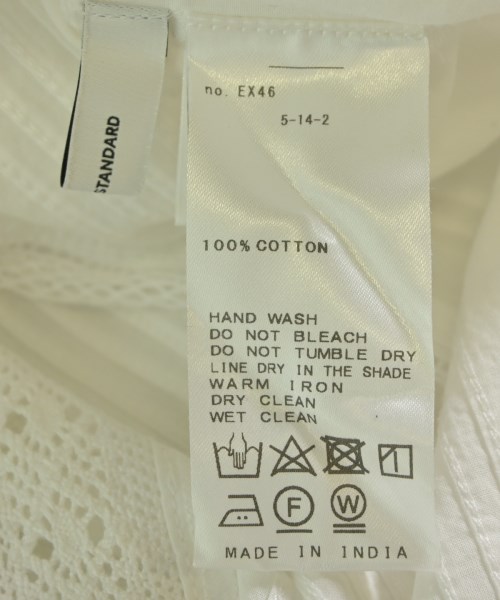 STANDARD
no. EX46
5-14-2
100% COTTON
HAND WASH
DO NOT BLEACH
DO NOT TUMBLE DRY
LINE DRY IN THE SHADE
WARM IRON
DRY CLEAN
WET CLEAN
F W
MADE IN INDIA